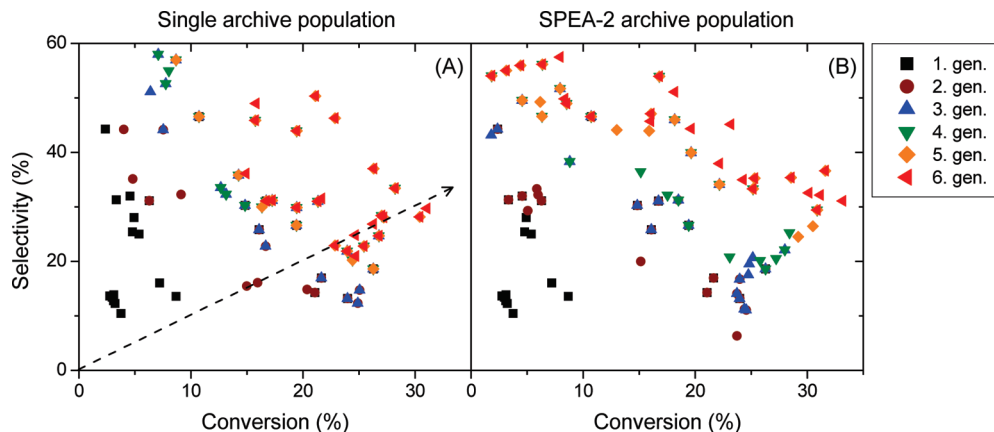 Single archive population
SPEA-2 archive population
60
40
20
0
Selectivity (%)
(A)
(B)
0
10
20
30
0
10
20
30
Conversion (%)
Conversion (%)
1. gen.
2. gen.
3. gen.
4. gen.
5. gen.
6. gen.